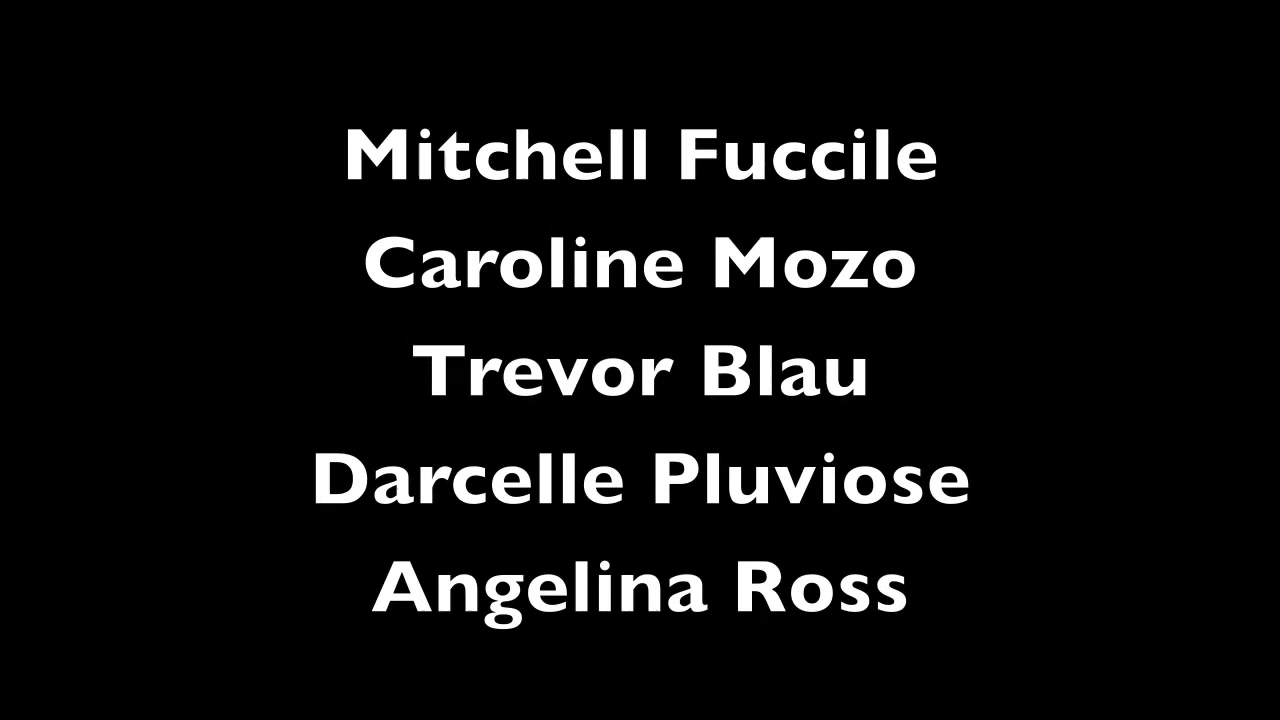 Mitchell Fuccile
Caroline Mozo
Trevor Blau
Darcelle Pluviose
Angelina Ross